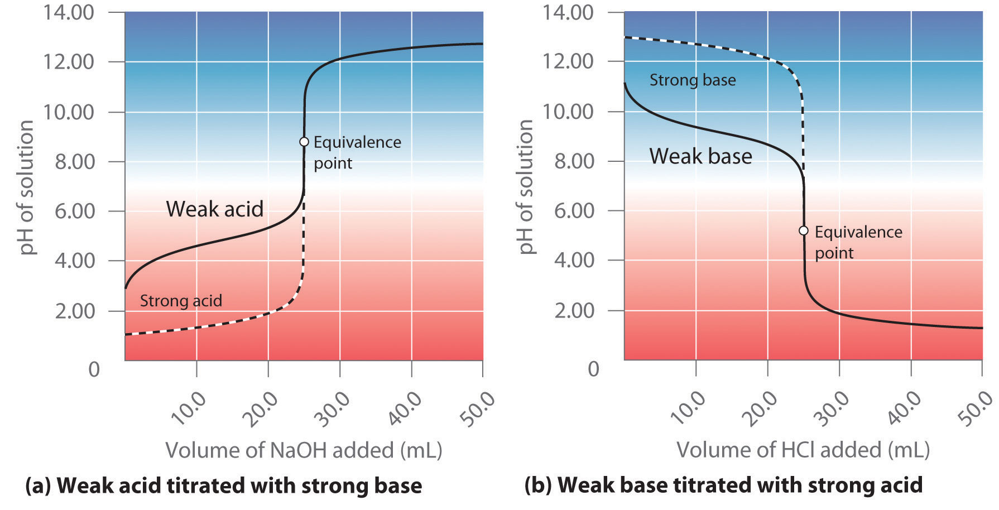 14.00
12.00
10.00
8.00
6.00
4.00
2.00
0
pH of solution
Equivalence
point
Weak acid
Strong acid
10.0
20.0
30.0
40.0
50.0
Volume of NaOH added (mL)
(a) Weak acid titrated with strong base
14.00
12.00
10.00
8.00
6.00
4.00
2.00
0
pH of solution
Strong base
Weak base
Equivalence
point
10.0
20.0
30.0
40.0
50.0
Volume of HCl added (mL)
(b) Weak base titrated with strong acid